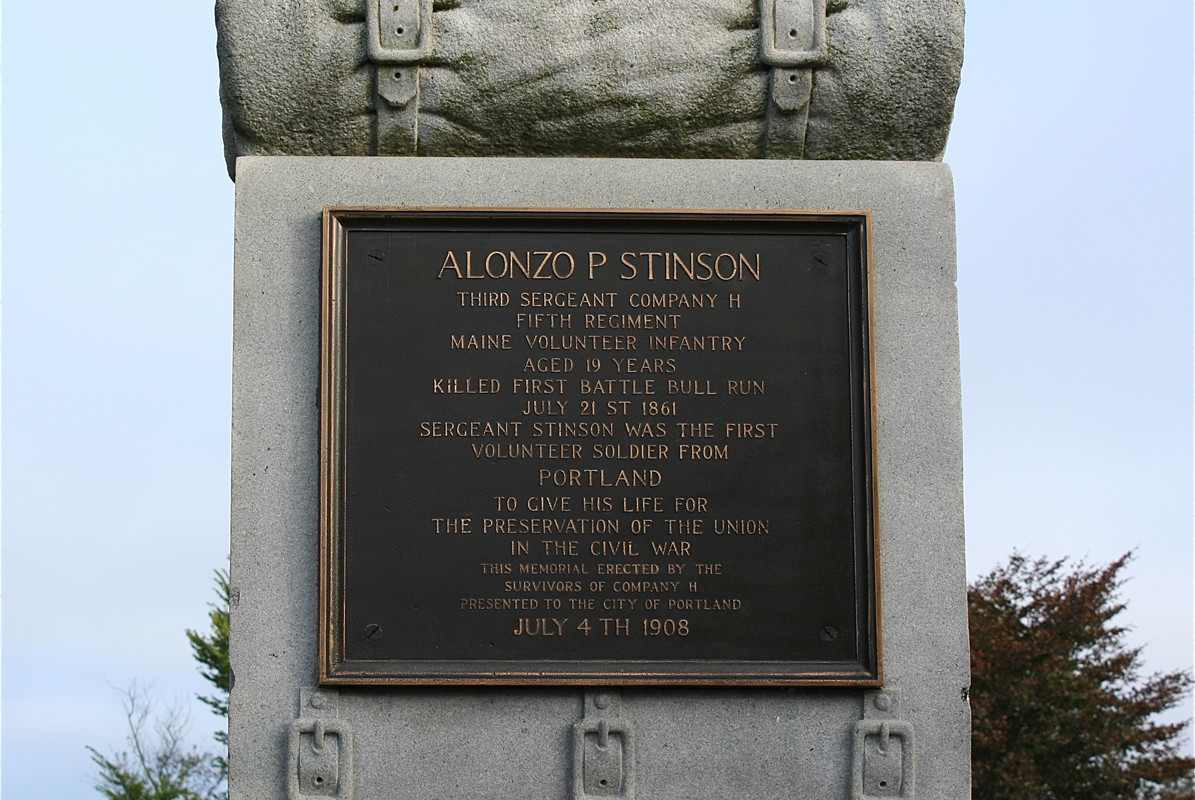 ALONZO P STINSON
THIRD SERGEANT COMPANY H
FIFTH REGIMENT
MAINE VOLUNTEER INFANTRY
AGED 19 YEARS
KILLED FIRST BATTLE BULL RUN
JULY 21 ST 1861
SERGEANT STINSON WAS THE FIRST
VOLUNTEER SOLDIER FROM
PORTLAND
TO GIVE HIS LIFE FOR
THE PRESERVATION OF THE UNION
IN THE CIVIL WAR
THIS MEMORIAL ERECTED BY THE
SURVIVORS OF COMPANY H
PRESENTED TO THE CITY OF PORTLAND
JULY 4 TH 1908